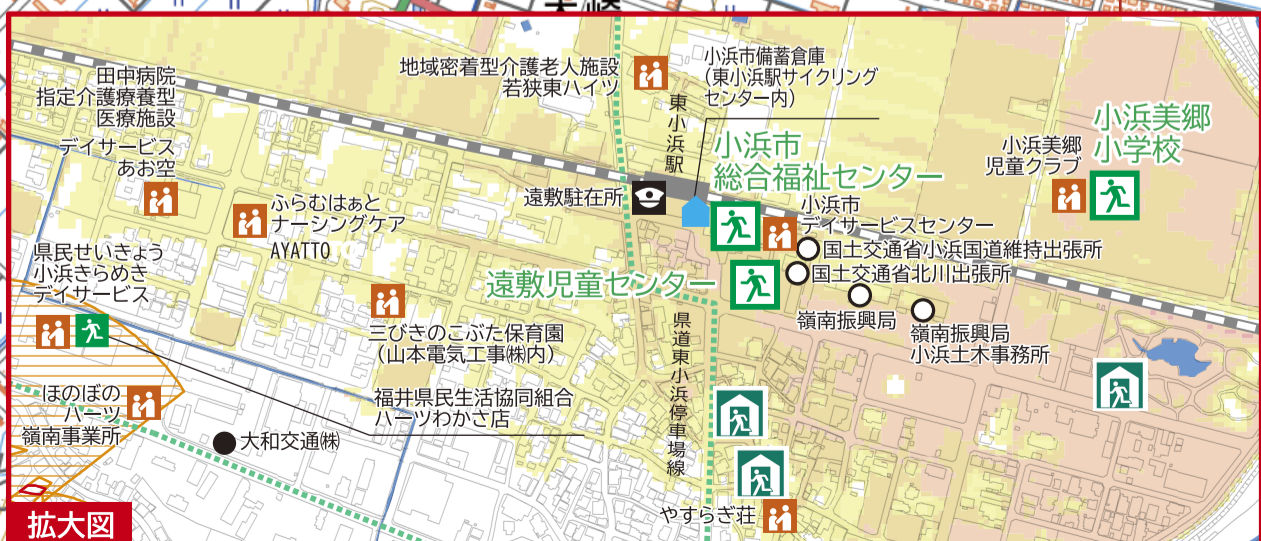 田中病院
指定介護療養型
医療施設
デイサービス
あお空
地域密着型介護老人施設
若狭東ハイツ
小浜市備蓄倉庫
（東小浜駅サイクリング
センター内）
東小浜駅
小浜市
総合福祉センター
小浜美郷
児童クラブ
小浜美郷
小学校
遠敷駐在所
小浜市
デイサービスセンター
国土交通省小浜国道維持出張所
国土交通省北川出張所
嶺南振興局
嶺南振興局
小浜土木事務所
ふらむはぁと
ナーシングケア
AYATTO
遠敷児童センター
県民せいきょう
小浜きらめき
デイサービス
三びきのこぶた保育園
（山本電気工事㈱内）
県道東小浜停車場線
福井県民生活協同組合
ハーツわかさ店
ほのぼの
ハーツ
嶺南事業所
大和交通㈱
やすらぎ荘
拡大図